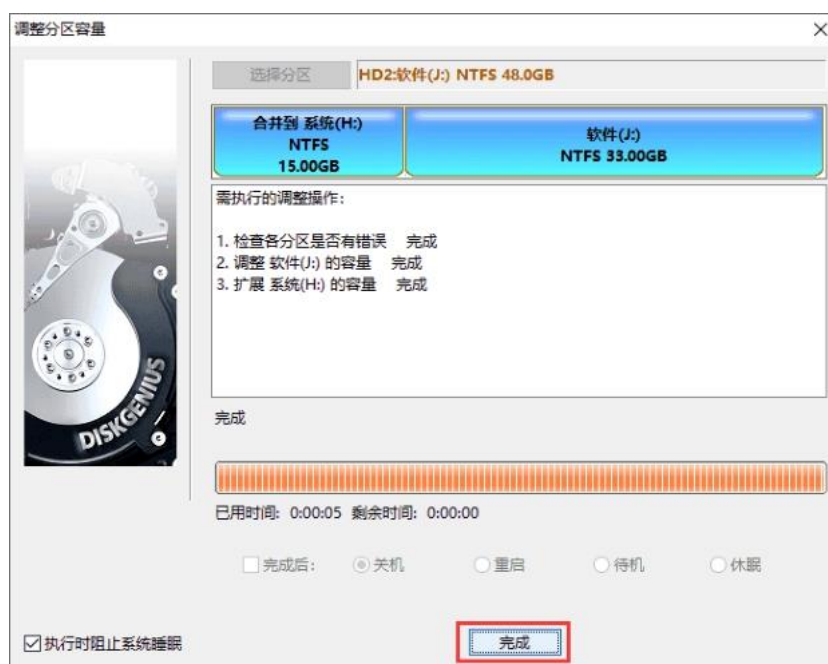 调整分区容量
选择分区
HD2:软件(J:) NTFS 48.0GB
合并到 系统(H:)
NTFS
15.00GB
软件(J:)
NTFS 33.00GB
需执行的调整操作：
1. 检查各分区是否有错误 完成
2. 调整 软件(J:) 的容量 完成
3. 扩展 系统(H:) 的容量 完成
DISKGENIUS
完成
已用时间: 0:00:05 剩余时间: 0:00:00
完成后: 关机 重启 待机 休眠
执行时阻止系统睡眠
完成